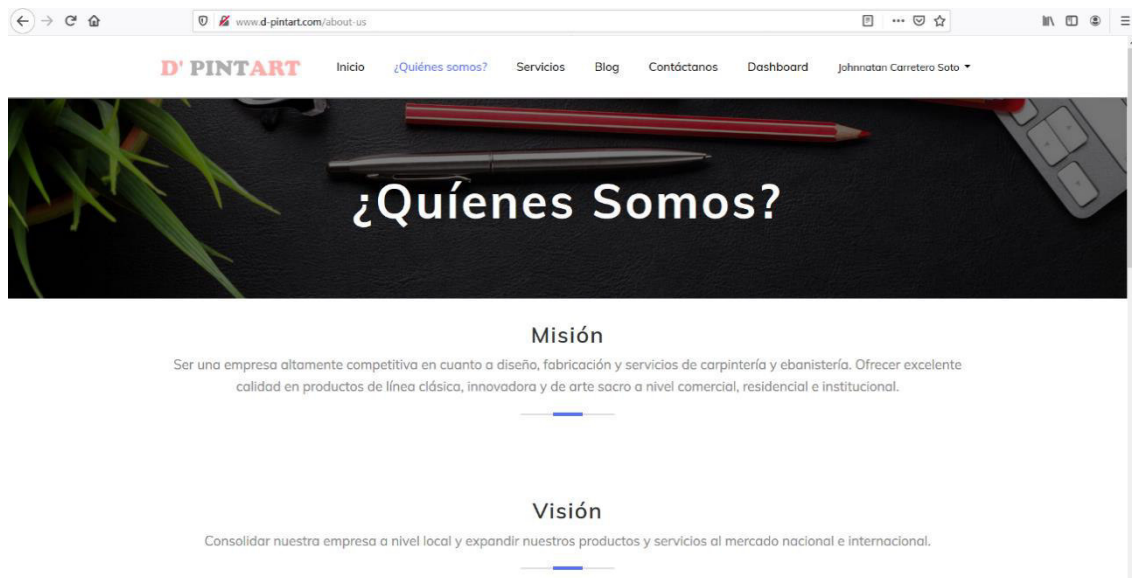 www.d-pintart.com/about-us
D' PINTART
Inicio
¿Quiénes somos?
Servicios
Blog
Contáctanos
Dashboard
Johnnatan Carretero Soto
¿Quíenes Somos?
Misión
Ser una empresa altamente competitiva en cuanto a diseño, fabricación y servicios de carpintería y ebanistería. Ofrecer excelente
calidad en productos de línea clásica, innovadora y de arte sacro a nivel comercial, residencial e institucional.
Visión
Consolidar nuestra empresa a nivel local y expandir nuestros productos y servicios al mercado nacional e internacional.